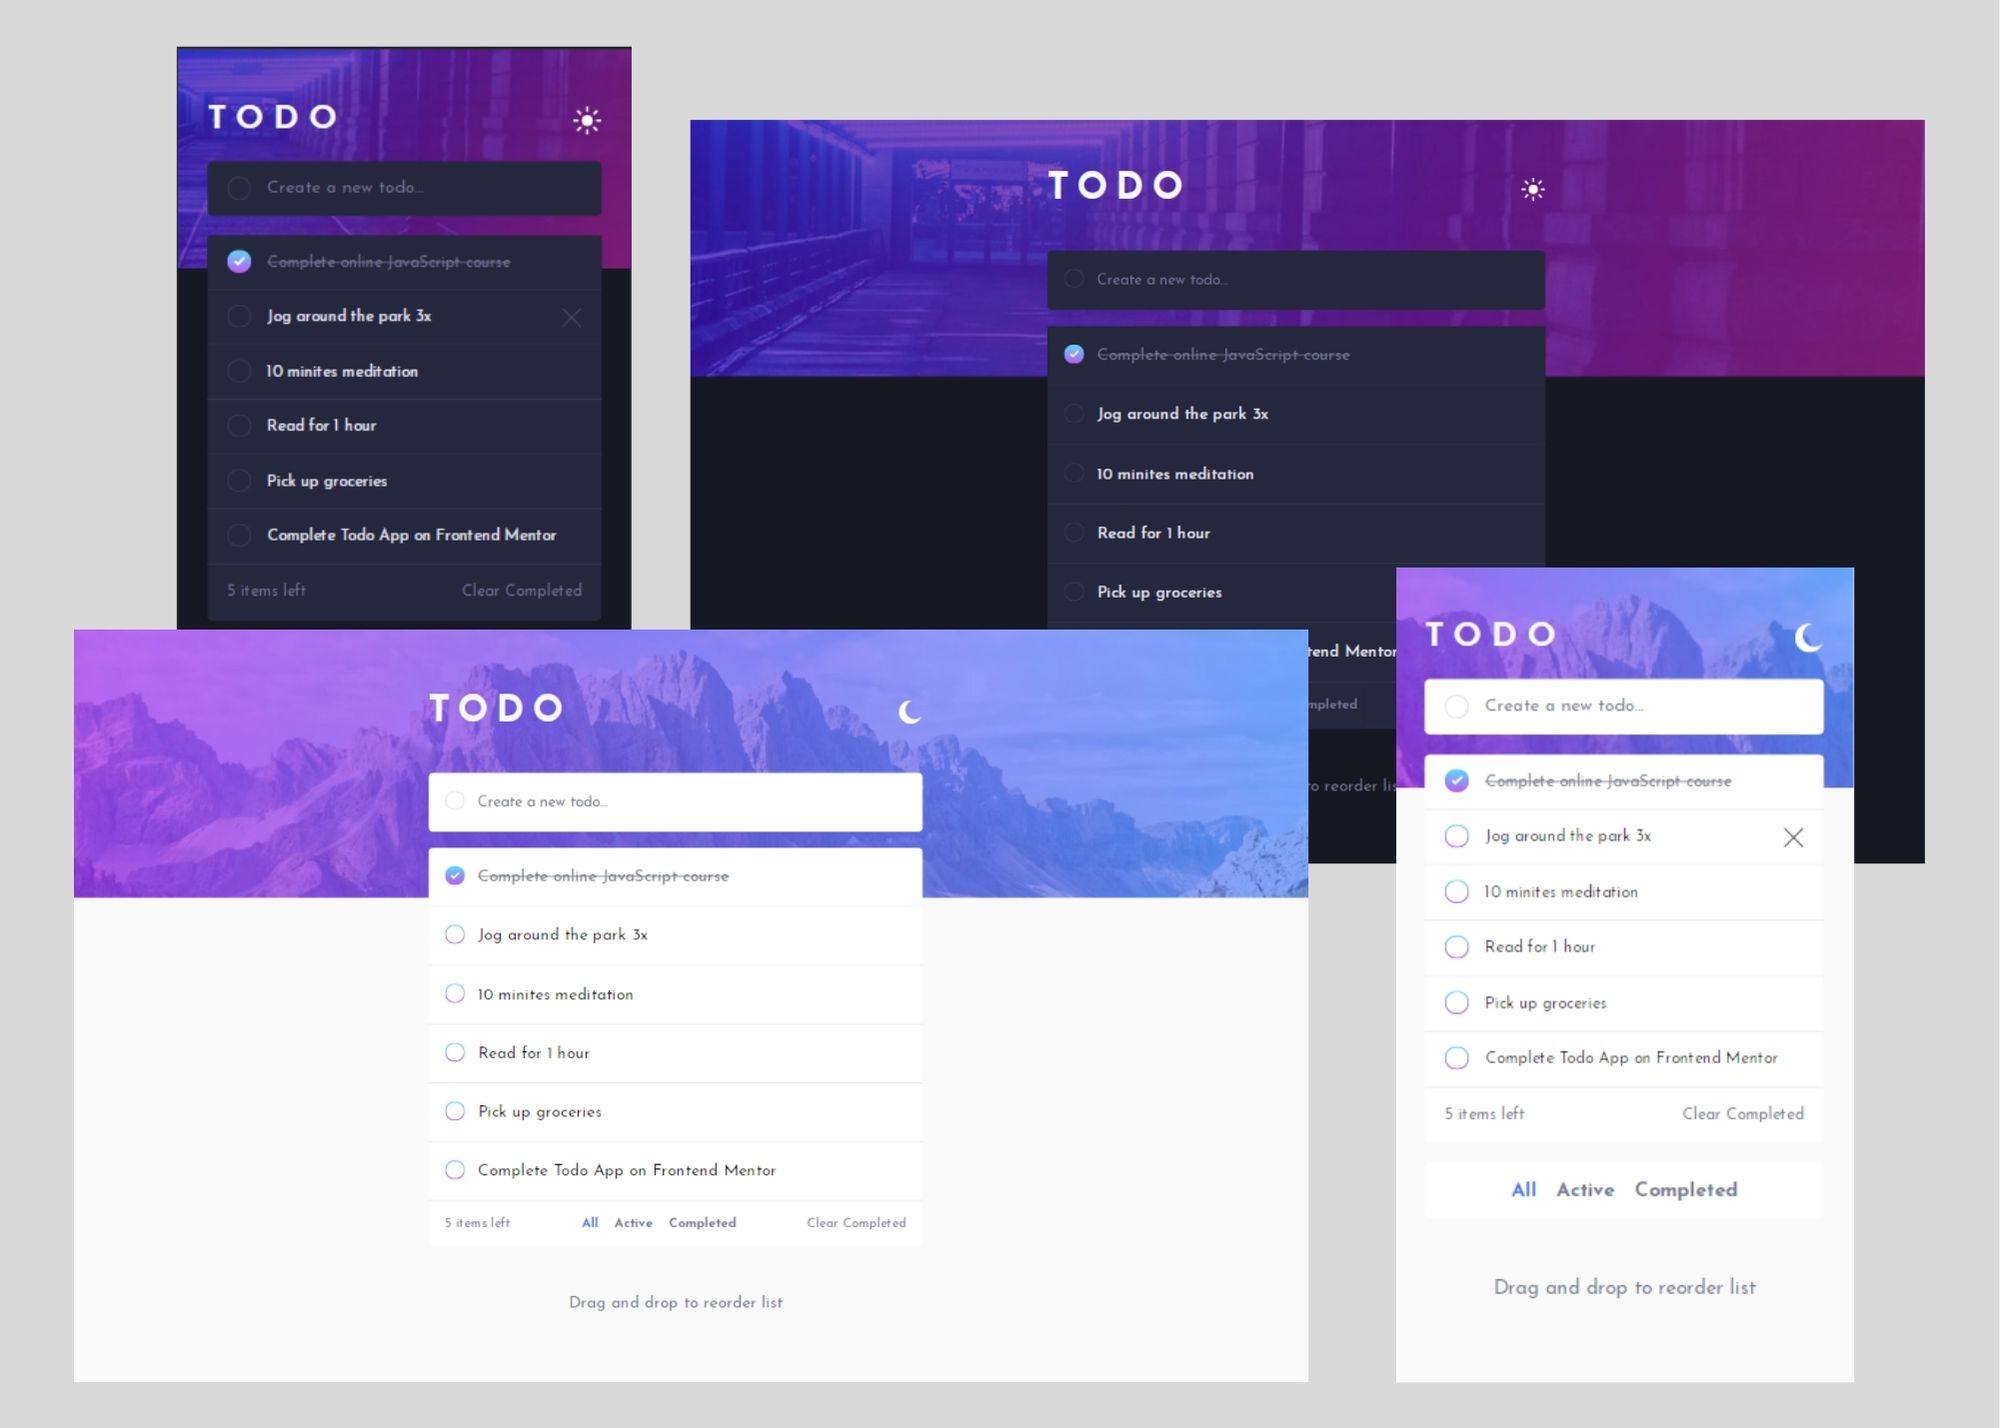 TODO
Create a new todo...
Complete online JavaScript course
Jog around the park 3x
10 minites meditation
Read for 1 hour
Pick up groceries
Complete Todo App on Frontend Mentor
5 items left Clear Completed
TODO
Create a new todo...
Complete online JavaScript course
Jog around the park 3x
10 minites meditation
Read for 1 hour
Pick up groceries
tend Mentor
mpleted
to reorder lis
TODO
Create a new todo...
Complete online JavaScript course
Jog around the park 3x
10 minites meditation
Read for 1 hour
Pick up groceries
Complete Todo App on Frontend Mentor
5 items left All Active Completed Clear Completed
Drag and drop to reorder list
TODO
Create a new todo...
Complete online JavaScript course
Jog around the park 3x
10 minites meditation
Read for 1 hour
Pick up groceries
Complete Todo App on Frontend Mentor
5 items left Clear Completed
All Active Completed
Drag and drop to reorder list